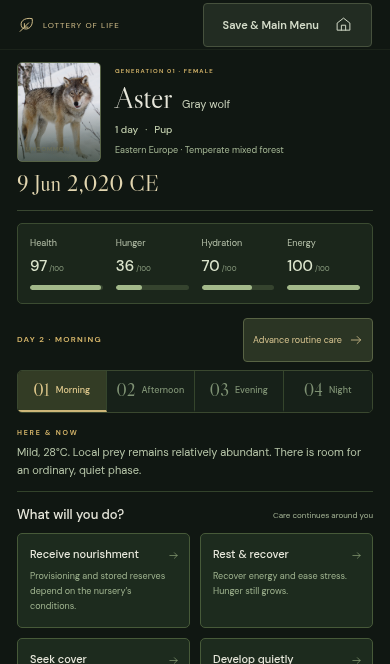 LOTTERY OF LIFE
Save & Main Menu
GENERATION 01 · FEMALE
Aster Gray wolf
1 day · Pup
Eastern Europe · Temperate mixed forest
9 Jun 2,020 CE
Health Hunger Hydration Energy
97 /100 36 /100 70 /100 100 /100
DAY 2 · MORNING
Advance routine care →
01 Morning 02 Afternoon 03 Evening 04 Night
HERE & NOW
Mild, 28°C. Local prey remains relatively abundant. There is room for
an ordinary, quiet phase.
What will you do?
Care continues around you
Receive nourishment →
Provisioning and stored reserves
depend on the nursery's
conditions.
Rest & recover →
Recover energy and ease stress.
Hunger still grows.
Seek cover →
Develop quietly →